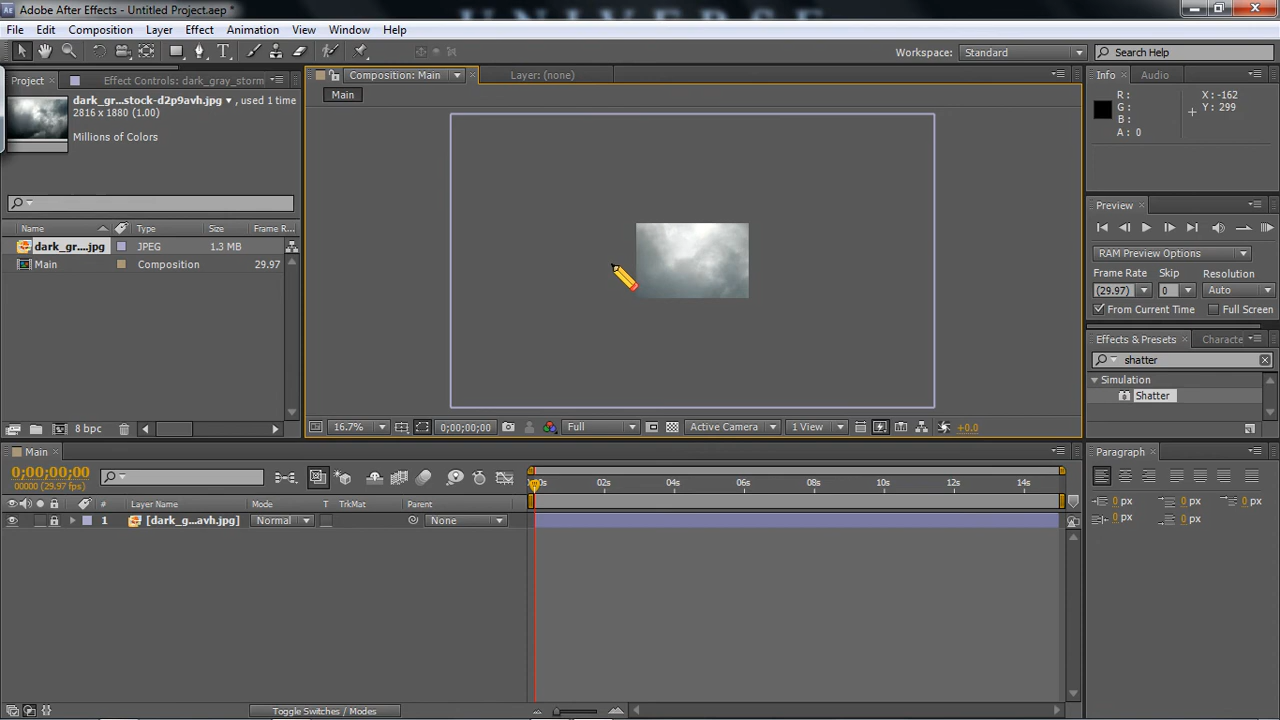 UNIVERSE
Adobe After Effects - Untitled Project.aep *
File Edit Composition Layer Effect Animation View Window Help
Workspace: Standard
Search Help
Project
Effect Controls: dark_gray_storm
Composition: Main
Layer: (none)
Info
Audio
dark_gr...stock-d2p9avh.jpg , used 1 time
2816 x 1880 (1.00)
Millions of Colors
Main
R :
G :
B :
A : 0
X : -162
Y : 299
Preview
RAM Preview Options
Frame Rate
Skip
Resolution
(29.97)
0
Auto
From Current Time
Full Screen
Name
Type
Size
Frame R...
dark_gr....jpg
JPEG
1.3 MB
Main
Composition
29.97
Effects & Presets
Characte
shatter
Simulation
Shatter
8 bpc
16.7%
0;00;00;00
Full
Active Camera
1 View
+0.0
Main
Paragraph
0;00;00;00
00000 (29.97 fps)
02s 04s 06s 08s 10s 12s 14s
Layer Name
Mode
T TrkMat
Parent
1
[dark_g...avh.jpg]
Normal
None
0 px
0 px
0 px
0 px
0 px
Toggle Switches / Modes